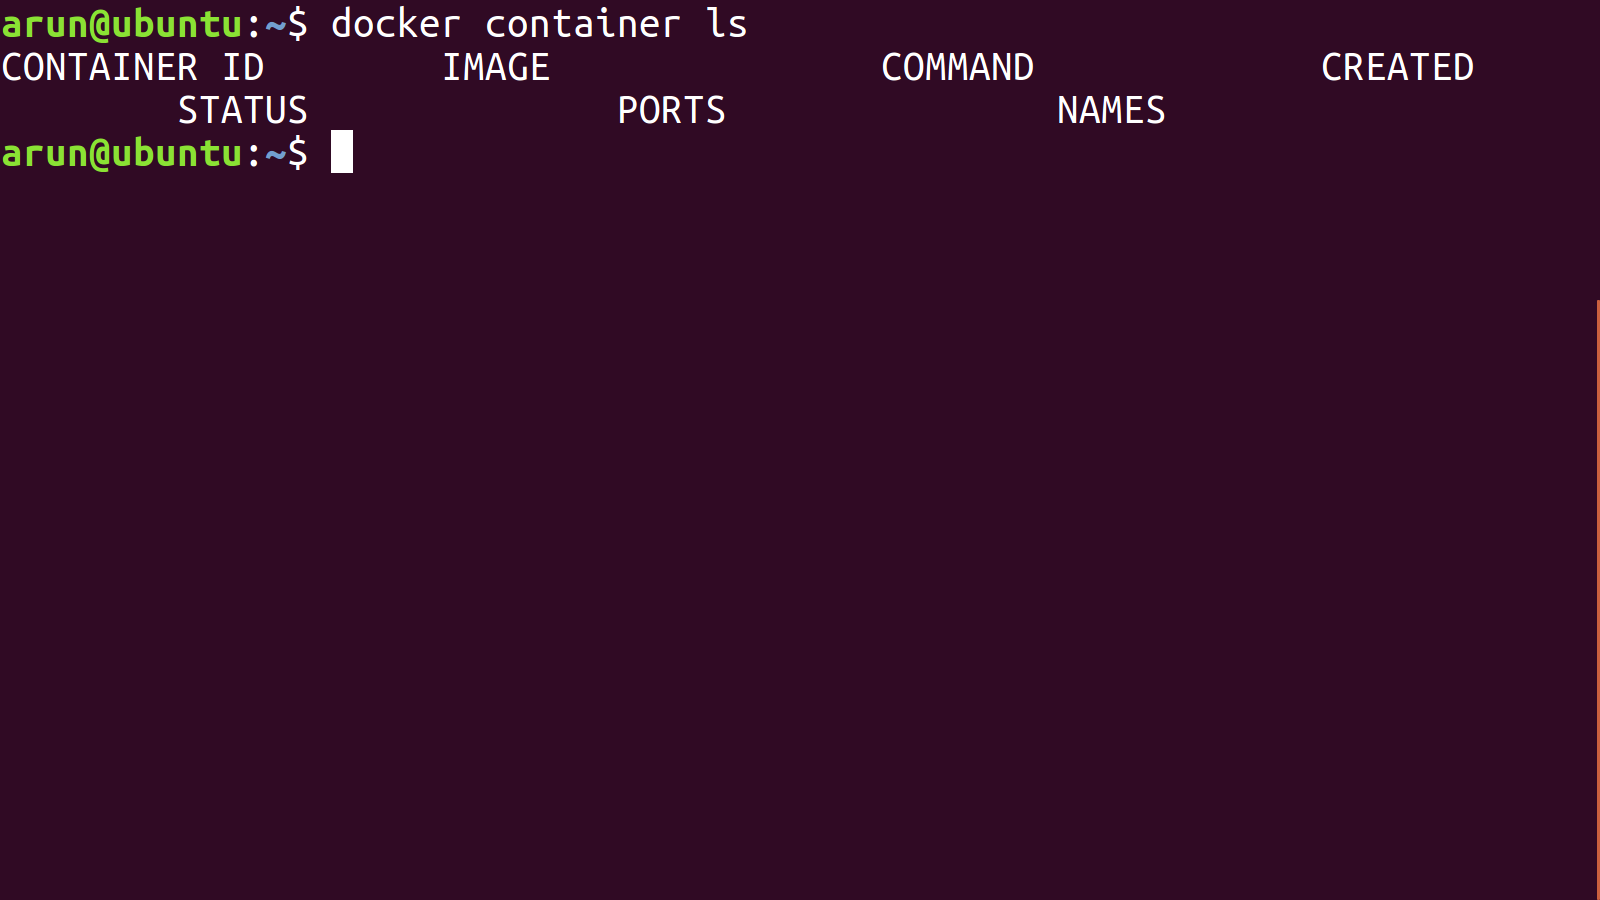 arun@ubuntu:~$ docker container ls
CONTAINER ID        IMAGE               COMMAND             CREATED
        STATUS              PORTS               NAMES
arun@ubuntu:~$